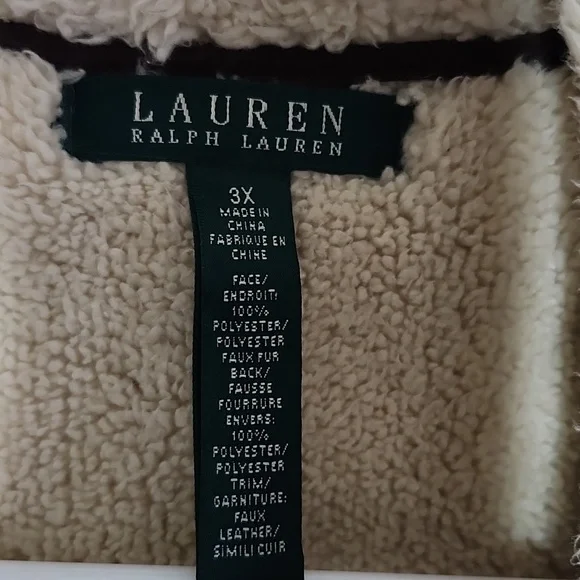 LAUREN
RALPH LAUREN
3X
MADE IN
CHINA
FABRIQUE EN
CHINE
FACE/
ENDROIT:
100%
POLYESTER/
POLYESTER
FAUX FUR
BACK/
FAUSSE
FOURRURE
ENVERS:
100%
POLYESTER/
POLYESTER
TRIM/
GARNITURE:
FAUX
LEATHER/
SIMILI CUIR